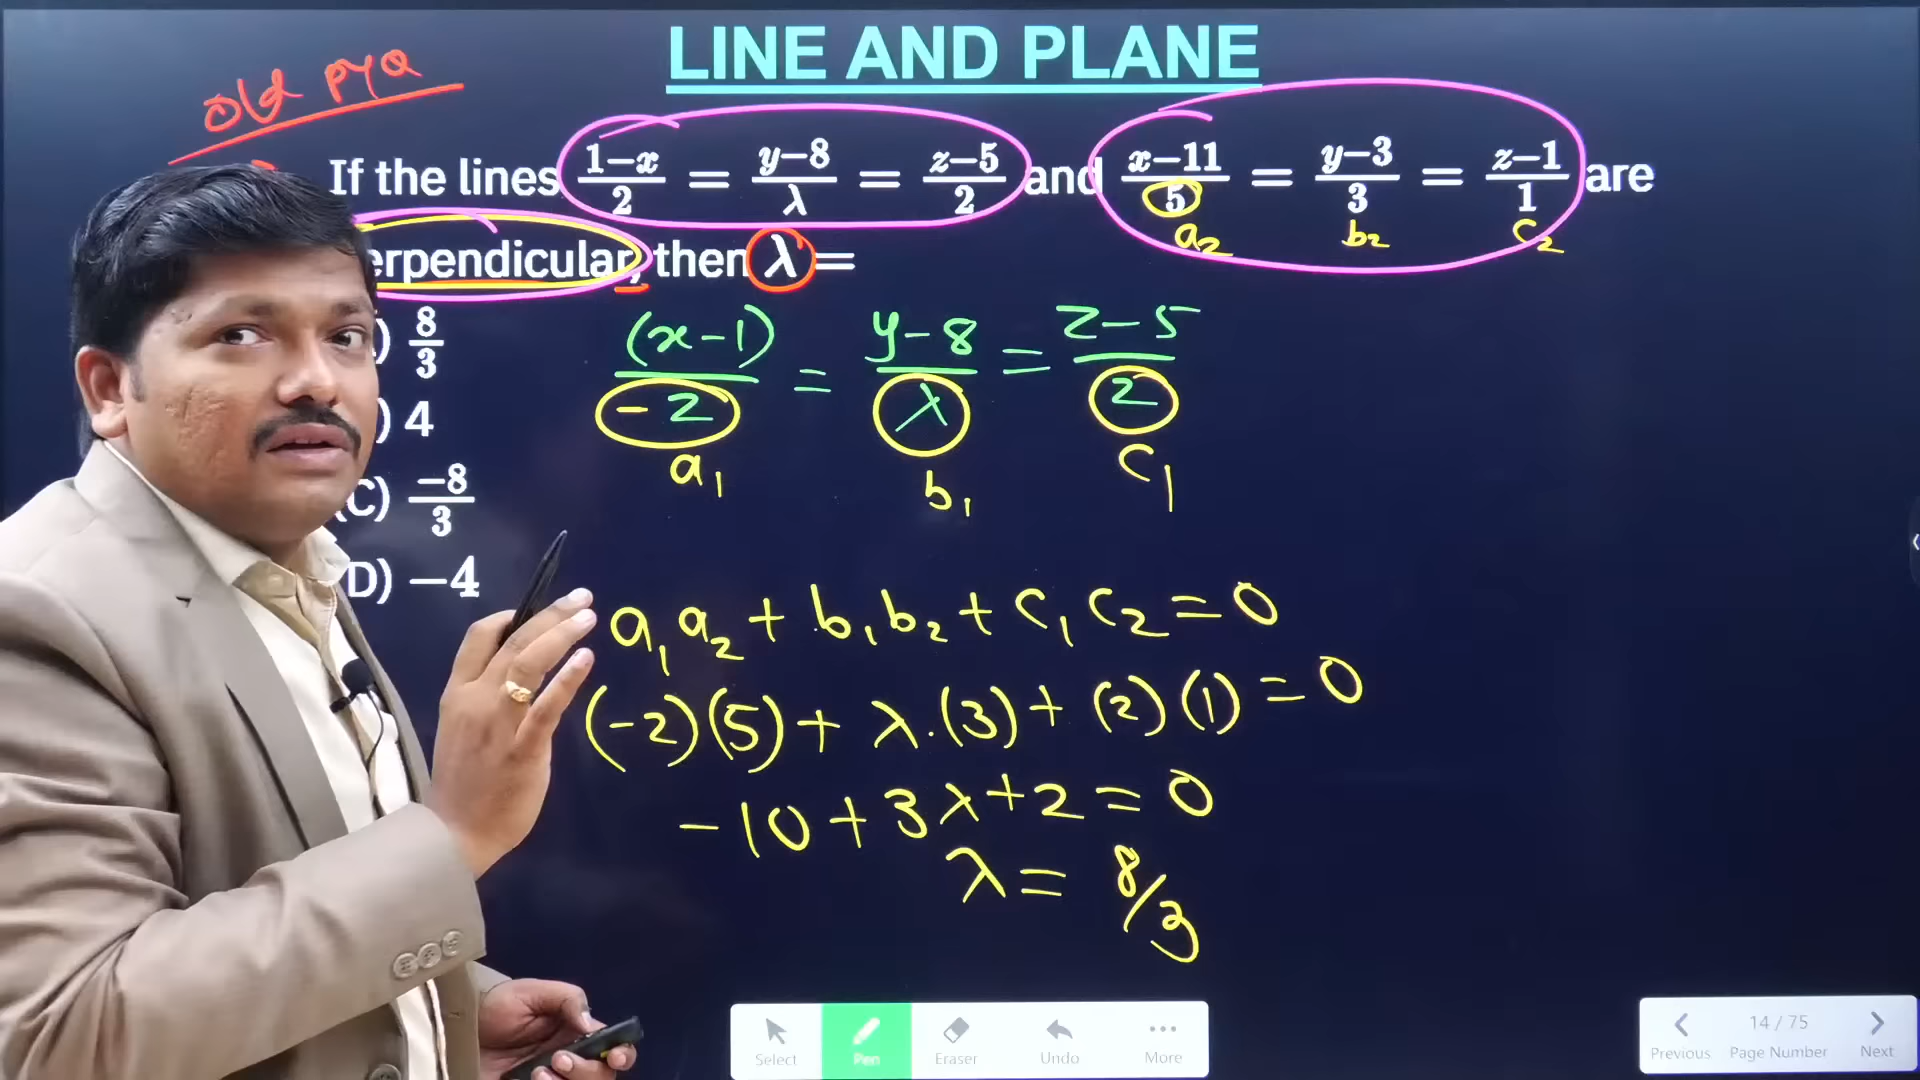 LINE AND PLANE
Old PYQ
If the lines (1−x)/2 = (y−8)/λ = (z−5)/2 and (x−11)/5 = (y−3)/3 = (z−1)/1 are
a₂ b₂ c₂
erpendicular, then λ =
) 8/3
) 4
(C) −8/3
D) −4
(x−1)/−2 = (y−8)/λ = (z−5)/2
a₁ b₁ c₁
a₁a₂ + b₁b₂ + c₁c₂ = 0
(−2)(5) + λ.(3) + (2)(1) = 0
−10 + 3λ + 2 = 0
λ = 8/3
Select Pen Eraser Undo More
14 / 75
Previous Page Number Next